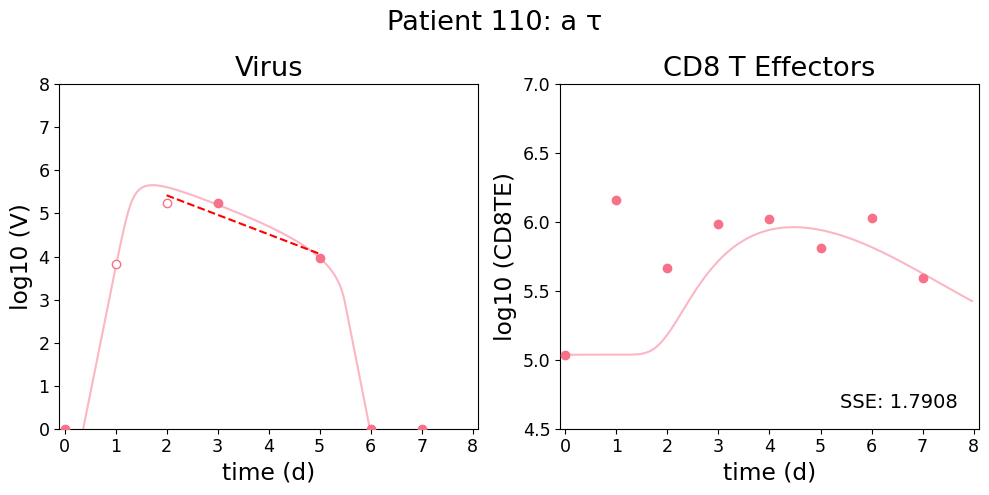 Patient 110: a τ
Virus
CD8 T Effectors
log10 (V)
8
7
6
5
4
3
2
1
0
0 1 2 3 4 5 6 7 8
time (d)
log10 (CD8TE)
7.0
6.5
6.0
5.5
5.0
4.5
SSE: 1.7908
0 1 2 3 4 5 6 7 8
time (d)